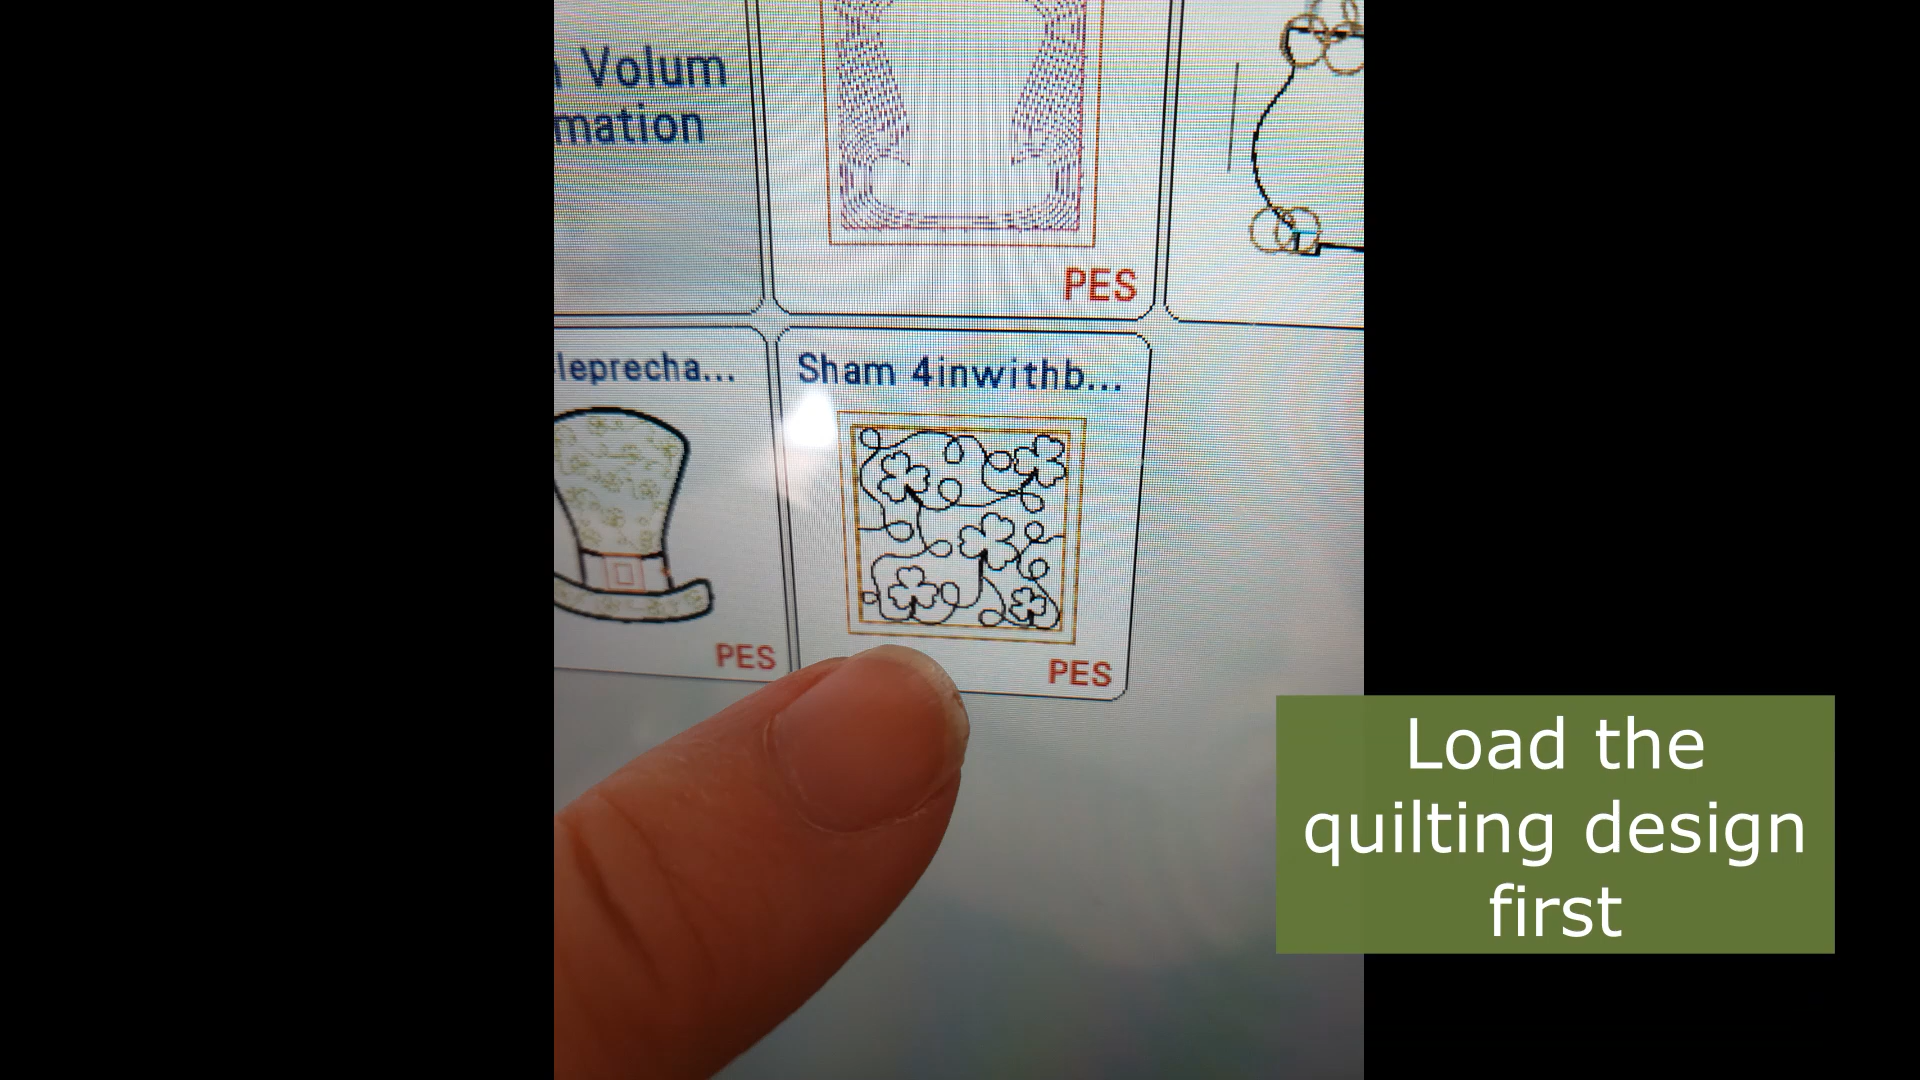 Volum
mation
PES
leprecha...
Sham 4inwithb...
PES
PES
Load the
quilting design
first